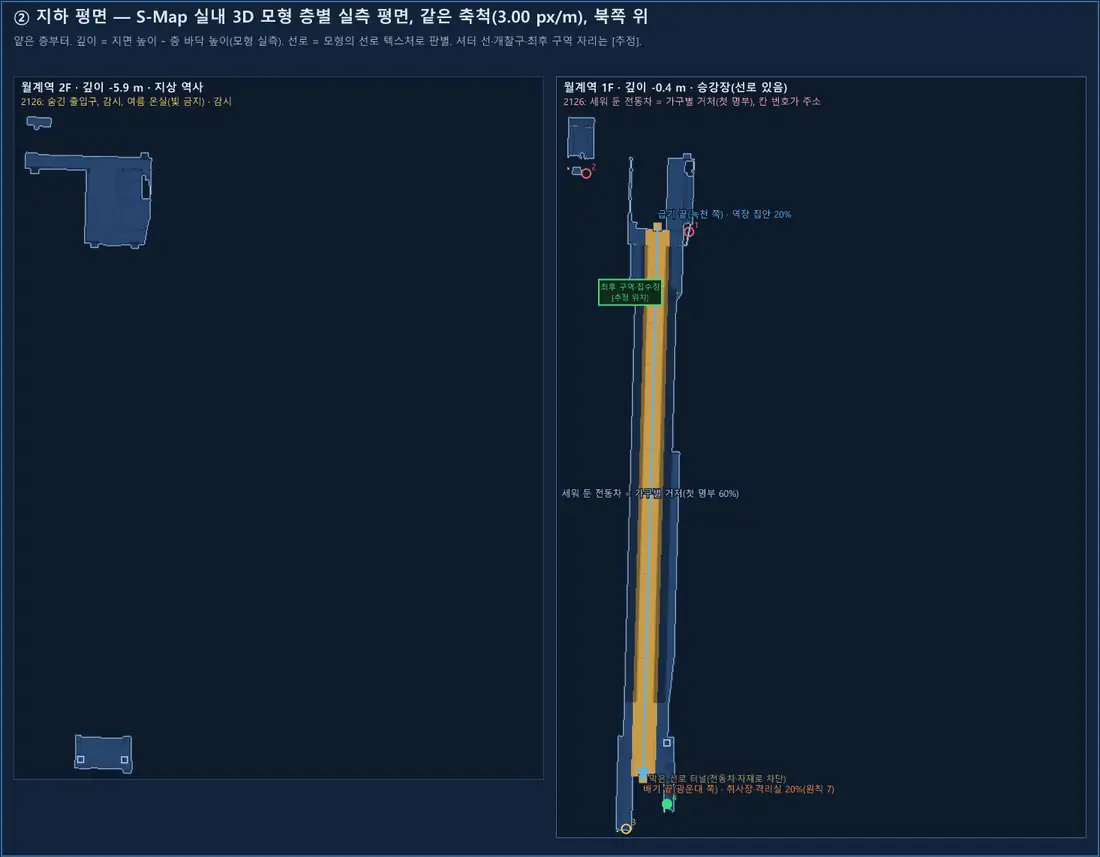 ② 지하 평면 — S-Map 실내 3D 모형 층별 실측 평면, 같은 축척(3.00 px/m), 북쪽 위
얕은 층부터. 깊이 = 지면 높이 - 층 바닥 높이(모형 실측). 선로 = 모형의 선로 텍스처로 판별. 셔터 선·개찰구·최후 구역 자리는 [추정].
월계역 2F · 깊이 -5.9 m · 지상 역사
2126: 숨긴 출입구, 감시, 여름 온실(빛 금지) · 감시
월계역 1F · 깊이 -0.4 m · 승강장(선로 있음)
2126: 세워 둔 전동차 = 가구별 거처(첫 명부), 칸 번호가 주소
2
급기 끝(녹천 쪽) · 역장 집안 20%
1
최후 구역·집수정
[추정 위치]
세워 둔 전동차 = 가구별 거처(첫 명부 60%)
막은 선로 터널(전동차·자재로 차단)
배기 끝(광운대 쪽) · 취사장·격리실 20%(원칙 7)
4
3